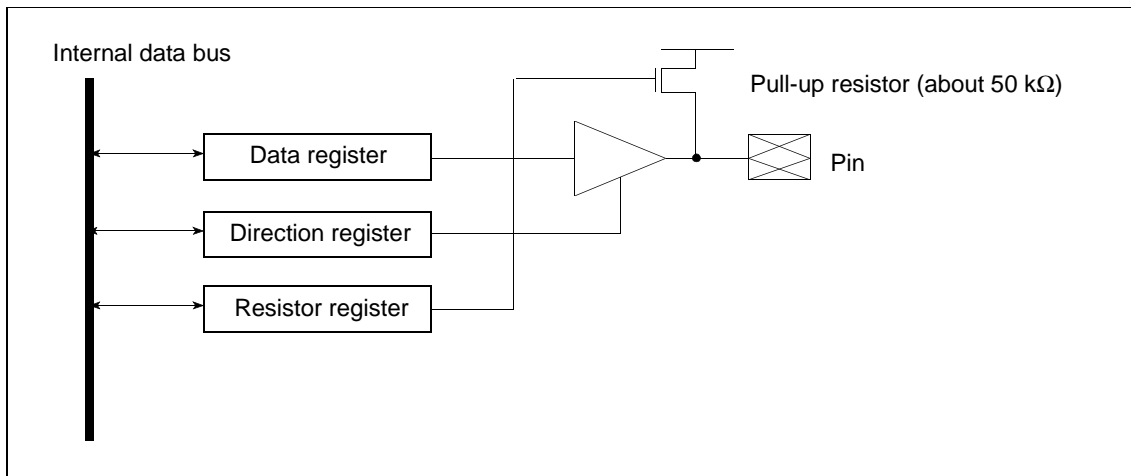 Internal data bus
Pull-up resistor (about 50 kΩ)
Data register
Pin
Direction register
Resistor register